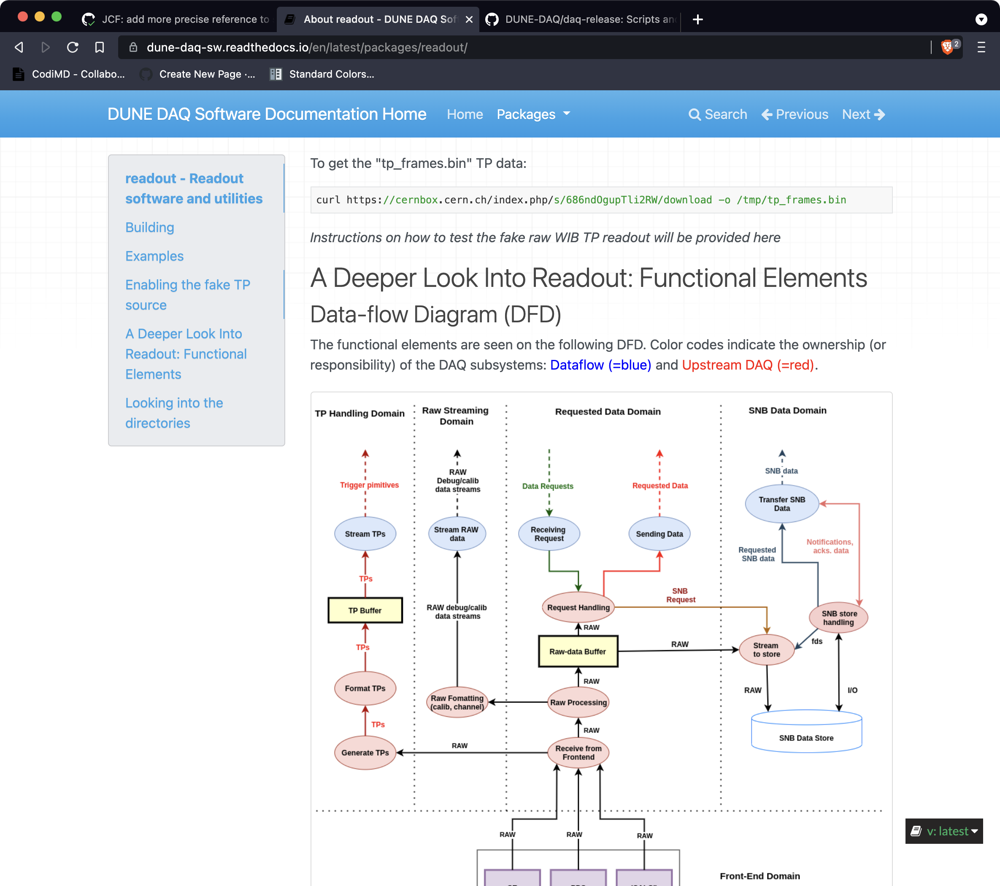 JCF: add more precise reference to
About readout - DUNE DAQ Sof
DUNE-DAQ/daq-release: Scripts an
dune-daq-sw.readthedocs.io/en/latest/packages/readout/
2
CodiMD - Collabo...
Create New Page ·...
Standard Colors...
DUNE DAQ Software Documentation Home
Home
Packages
Search
Previous
Next
readout - Readout
software and utilities
Building
Examples
Enabling the fake TP
source
A Deeper Look Into
Readout: Functional
Elements
Looking into the
directories
To get the "tp_frames.bin" TP data:
curl https://cernbox.cern.ch/index.php/s/686ndOgupTli2RW/download -o /tmp/tp_frames.bin
Instructions on how to test the fake raw WIB TP readout will be provided here
A Deeper Look Into Readout: Functional Elements
Data-flow Diagram (DFD)
The functional elements are seen on the following DFD. Color codes indicate the ownership (or
responsibility) of the DAQ subsystems: Dataflow (=blue) and Upstream DAQ (=red).
TP Handling Domain
Raw Streaming
Domain
Requested Data Domain
SNB Data Domain
Trigger pimitives
RAW
Debug/calib
data streams
Data Requests
Requested Data
SNB data
Transfer SNB
Data
Stream TPs
Stream RAW
data
Receiving
Request
Sending Data
Requested
SNB data
Notifications,
acks. data
TPs
TP Buffer
RAW debug/calib
data streams
Request Handling
SNB
Request
SNB store
handling
RAW
Raw-data Buffer
RAW
Stream
to store
fds
TPs
RAW
Format TPs
Raw Fomatting
(calib, channel)
Raw Processing
RAW
I/O
TPs
RAW
SNB Data Store
Generate TPs
RAW
Receive from
Frontend
RAW
RAW
RAW
v: latest
Front-End Domain